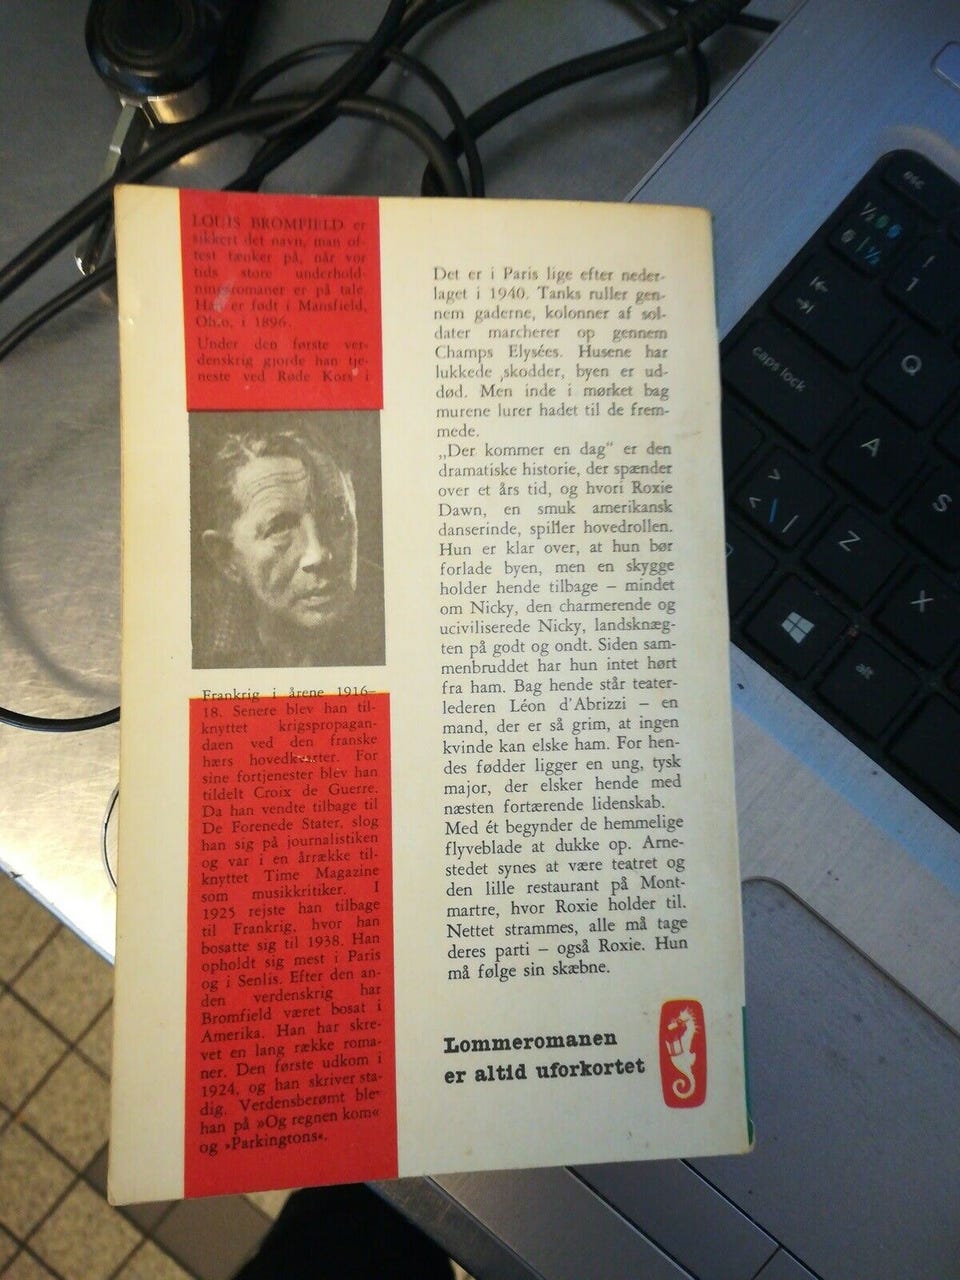 LOUIS BROMFIELD er
sikkert det navn, man of-
test tænker på, når vor
tids store underhold-
ningsromaner er på tale.
Han er født i Mansfield,
Ohio, i 1896.
Under den første ver-
denskrig gjorde han tje-
neste ved Røde Kors i
Frankrig i årene 1916–
18. Senere blev han til-
knyttet krigspropagan-
daen ved den franske
hærs hovedkvarter. For
sine fortjenester blev han
tildelt Croix de Guerre.
Da han vendte tilbage til
De Forenede Stater, slog
han sig på journalistiken
og var i en årrække til-
knyttet Time Magazine
som musikkritiker. I
1925 rejste han tilbage
til Frankrig, hvor han
bosatte sig til 1938. Han
opholdt sig mest i Paris
og i Senlis. Efter den an-
den verdenskrig har
Bromfield været bosat i
Amerika. Han har skre-
vet en lang række roma-
ner. Den første udkom i
1924, og han skriver sta-
dig. Verdensberømt ble-
han på »Og regnen kom«
og »Parkingtons«.
Det er i Paris lige efter neder-
laget i 1940. Tanks ruller gen-
nem gaderne, kolonner af sol-
dater marcherer op gennem
Champs Elysées. Husene har
lukkede skodder, byen er ud-
død. Men inde i mørket bag
murene lurer hadet til de frem-
mede.
„Der kommer en dag“ er den
dramatiske historie, der spænder
over et års tid, og hvori Roxie
Dawn, en smuk amerikansk
danserinde, spiller hovedrollen.
Hun er klar over, at hun bør
forlade byen, men en skygge
holder hende tilbage – mindet
om Nicky, den charmerende og
uciviliserede Nicky, landsknæg-
ten på godt og ondt. Siden sam-
menbruddet har hun intet hørt
fra ham. Bag hende står teater-
lederen Léon d'Abrizzi – en
mand, der er så grim, at ingen
kvinde kan elske ham. For hen-
des fødder ligger en ung, tysk
major, der elsker hende med
næsten fortærende lidenskab.
Med ét begynder de hemmelige
flyveblade at dukke op. Arne-
stedet synes at være teatret og
den lille restaurant på Mont-
martre, hvor Roxie holder til.
Nettet strammes, alle må tage
deres parti – også Roxie. Hun
må følge sin skæbne.
Lommeromanen
er altid uforkortet
esc
½
§
!
1
caps lock
Q
A
S
>
<
\
Z
X
alt